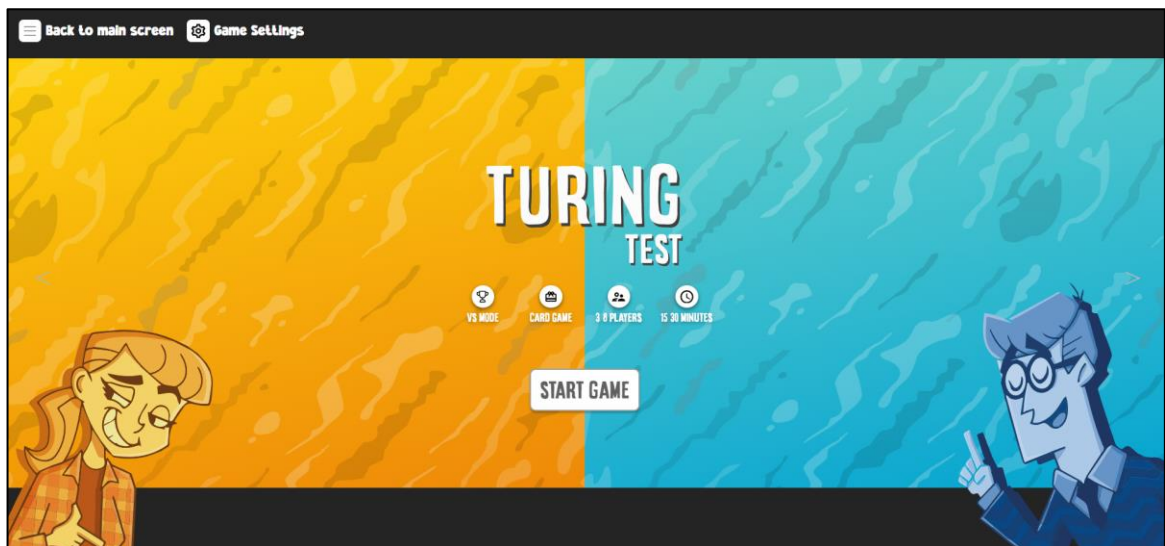 Back to main screen Game Settings
TURING
TEST
VS MODE CARD GAME 3 8 PLAYERS 15 30 MINUTES
START GAME